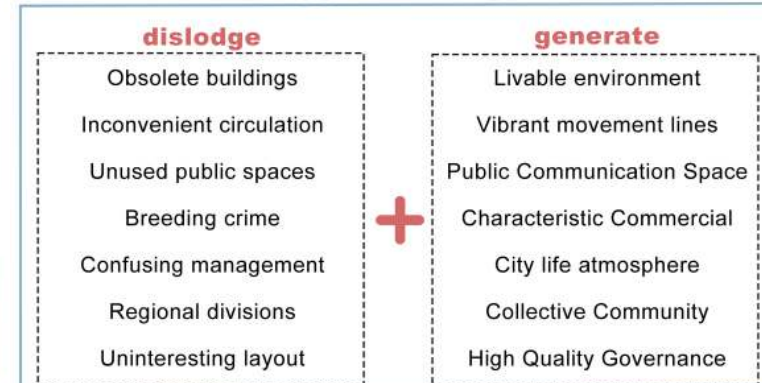 dislodge
Obsolete buildings
Inconvenient circulation
Unused public spaces
Breeding crime
Confusing management
Regional divisions
Uninteresting layout
+
generate
Livable environment
Vibrant movement lines
Public Communication Space
Characteristic Commercial
City life atmosphere
Collective Community
High Quality Governance